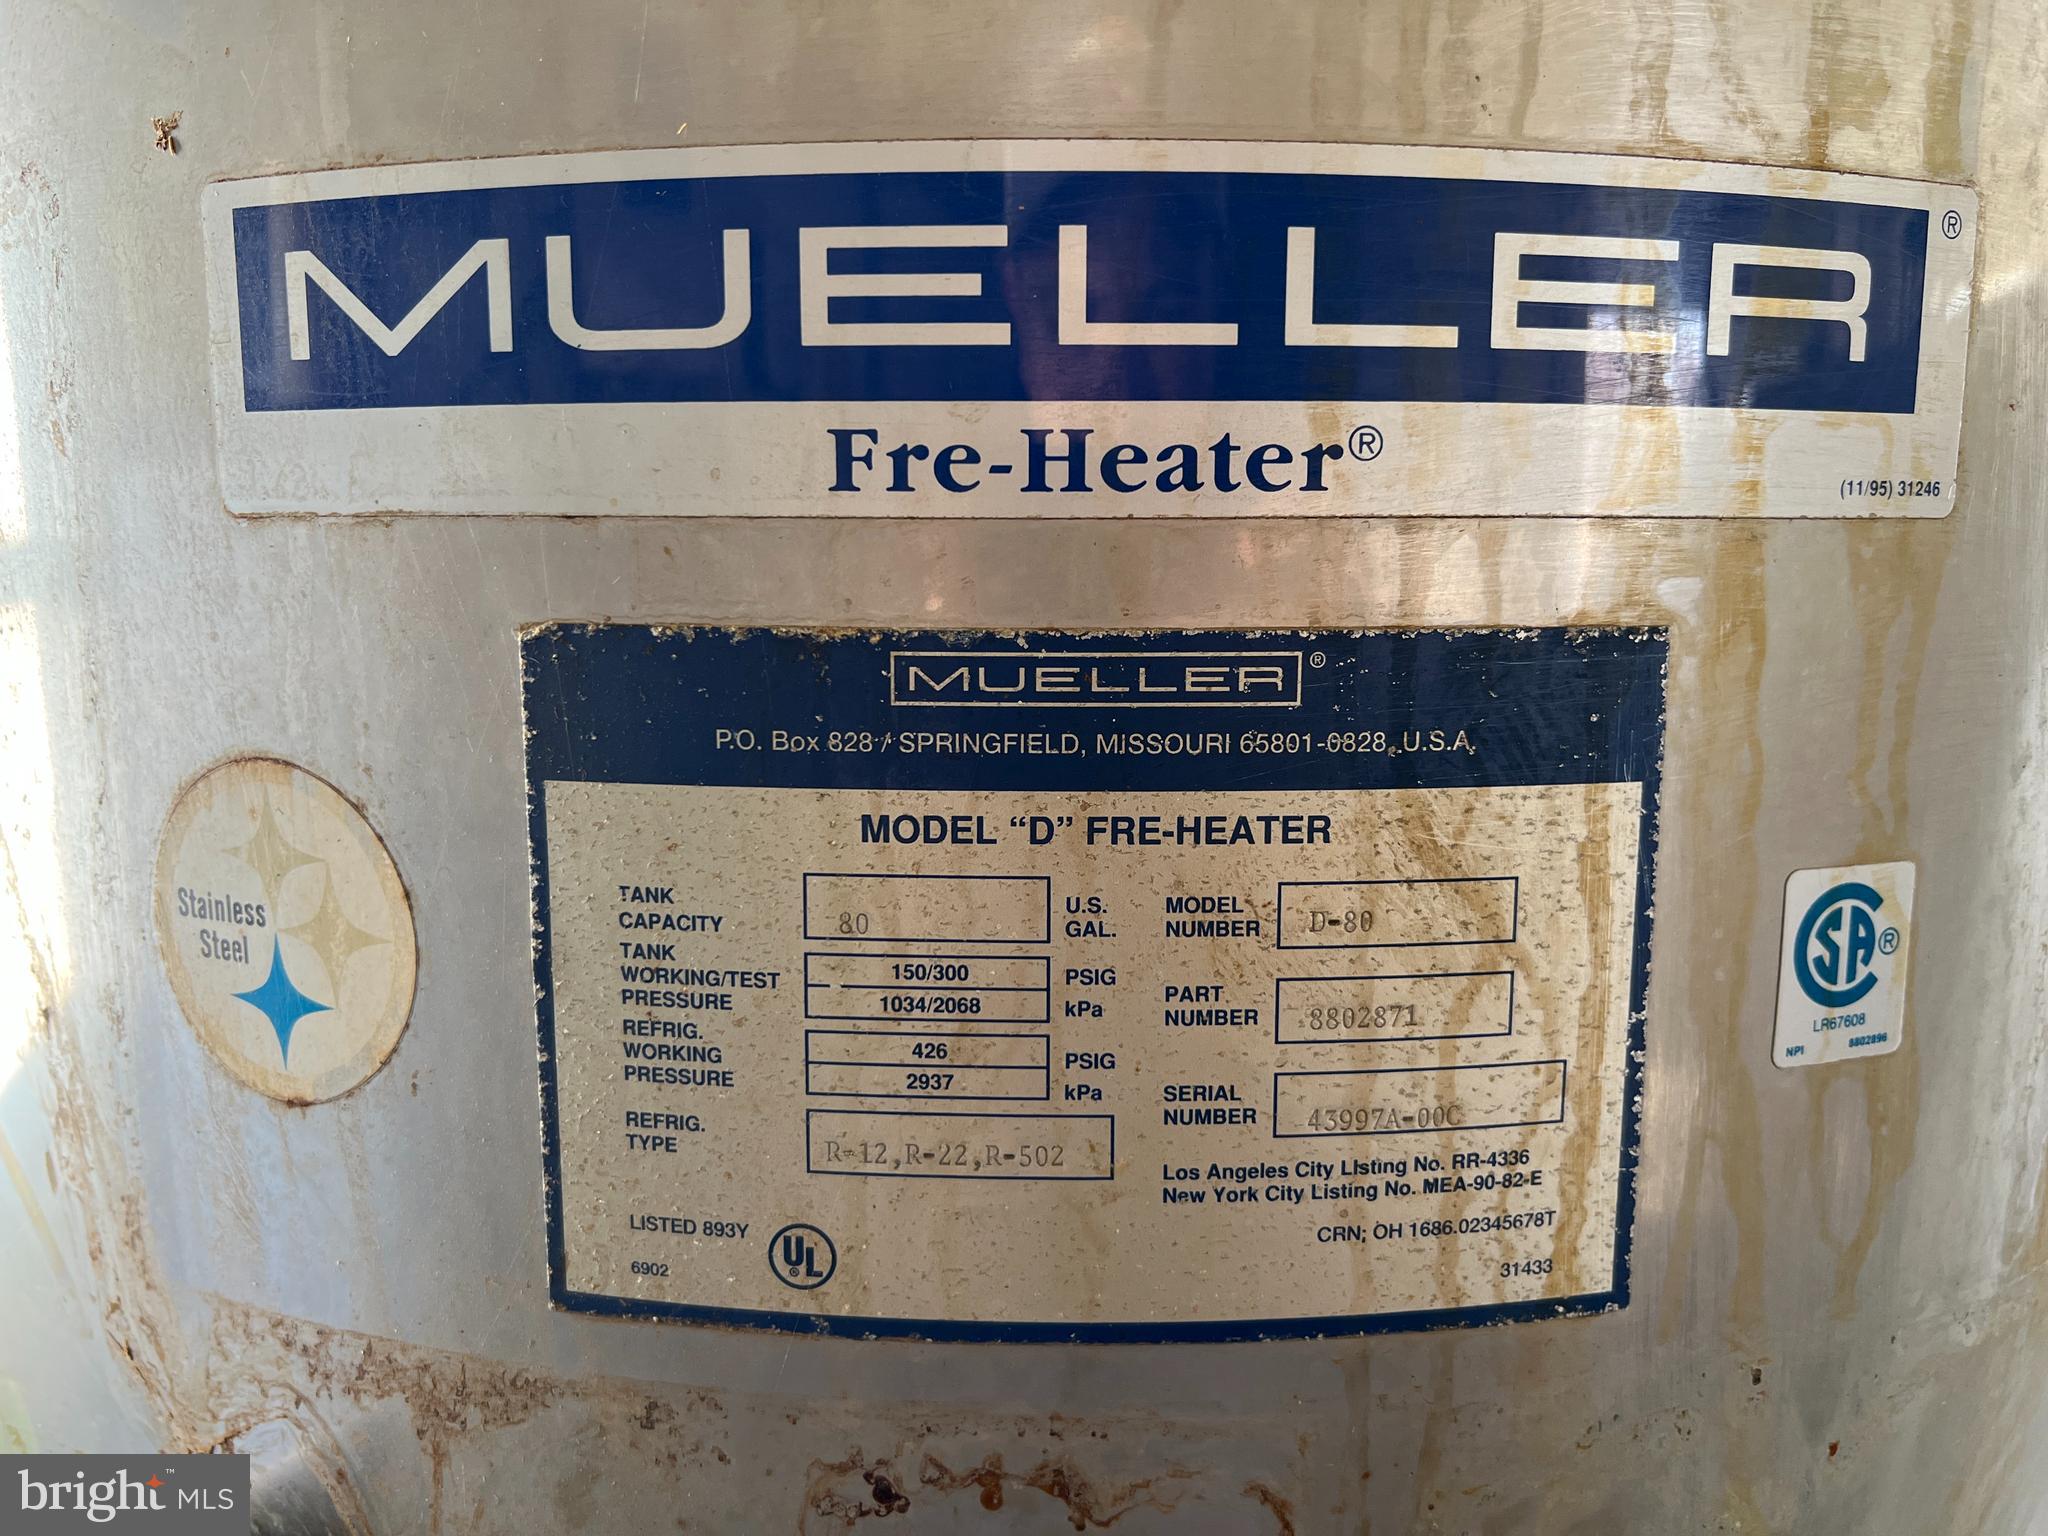 MUELLER®
Fre-Heater®
(11/95) 31246
MUELLER®
P.O. Box 828 / SPRINGFIELD, MISSOURI 65801-0828, U.S.A.
MODEL "D" FRE-HEATER
TANK
CAPACITY
80
U.S.
GAL.
TANK
WORKING/TEST
PRESSURE
150/300
PSIG
1034/2068
kPa
REFRIG.
WORKING
PRESSURE
426
PSIG
2937
kPa
REFRIG.
TYPE
R-12,R-22,R-502
MODEL
NUMBER
D-80
PART
NUMBER
8802871
SERIAL
NUMBER
43997A-00C
Los Angeles City Listing No. RR-4336
New York City Listing No. MEA-90-82-E
CRN; OH 1686.02345678T
31433
LISTED 893Y
6902
UL®
Stainless
Steel
CSA®
LR67608
NPI 8802896
bright™ MLS